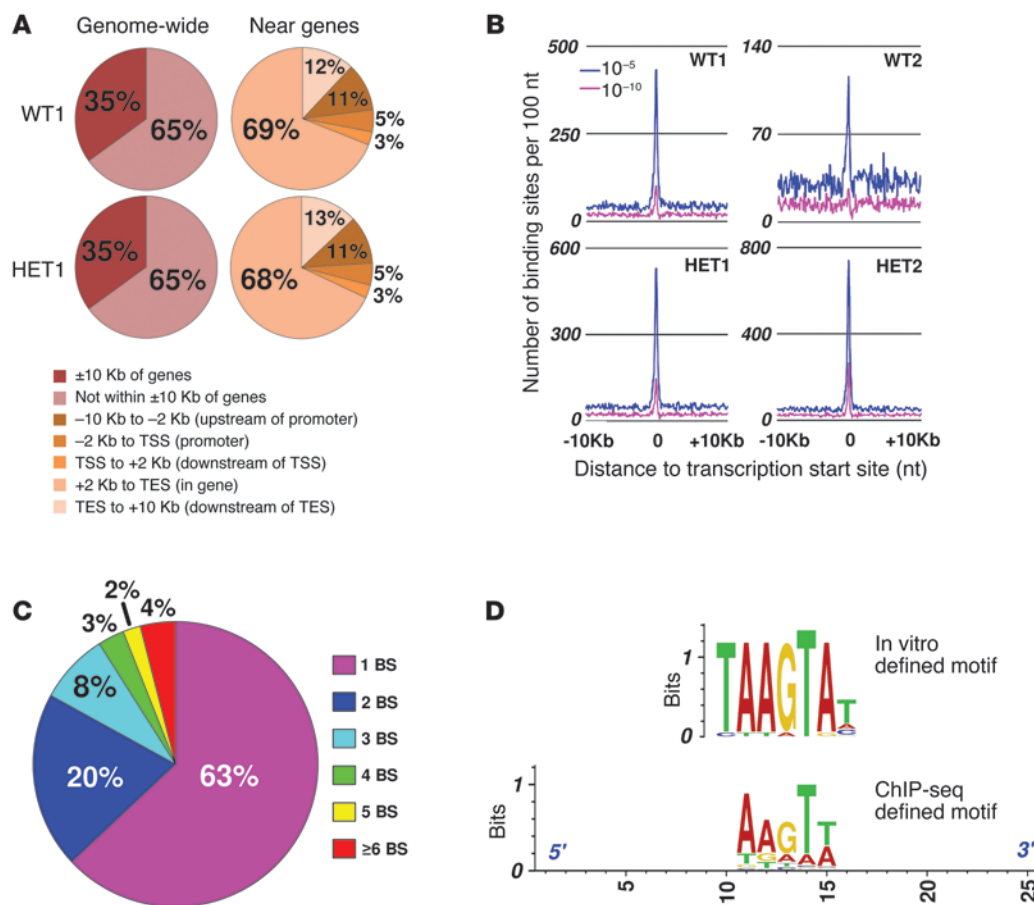 A
Genome-wide
Near genes
WT1
35%
65%
12%
11%
5%
3%
69%
HET1
35%
65%
13%
11%
5%
3%
68%
±10 Kb of genes
Not within ±10 Kb of genes
–10 Kb to –2 Kb (upstream of promoter)
–2 Kb to TSS (promoter)
TSS to +2 Kb (downstream of TSS)
+2 Kb to TES (in gene)
TES to +10 Kb (downstream of TES)
B
Number of binding sites per 100 nt
500
250
0
WT1
10⁻⁵
10⁻¹⁰
140
70
0
WT2
600
300
0
HET1
800
400
0
HET2
-10Kb 0 +10Kb
-10Kb 0 +10Kb
Distance to transcription start site (nt)
C
2%
3%
4%
8%
20%
63%
1 BS
2 BS
3 BS
4 BS
5 BS
≥6 BS
D
Bits
1
0
TAAGTAT
In vitro
defined motif
Bits
1
0
AAGTT
ChIP-seq
defined motif
5′
3′
5 10 15 20 25